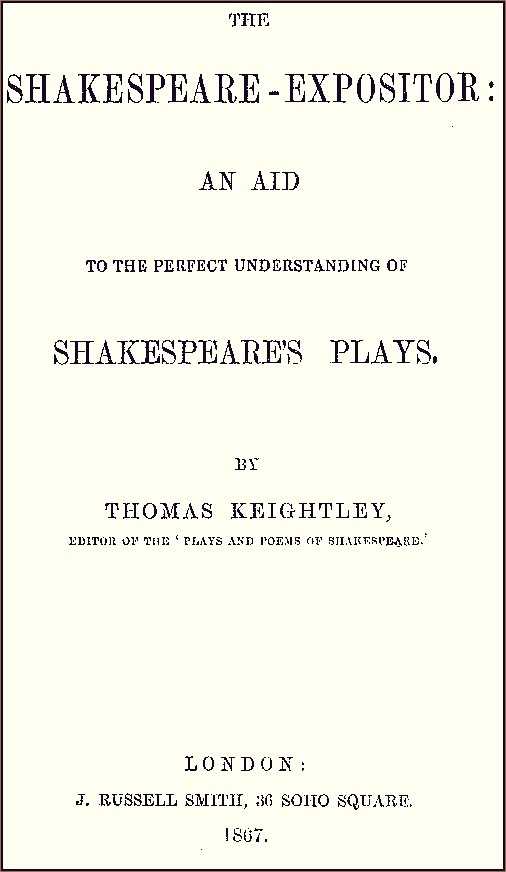 THE
SHAKESPEARE-EXPOSITOR:
AN AID
TO THE PERFECT UNDERSTANDING OF
SHAKESPEARE'S PLAYS.
BY
THOMAS KEIGHTLEY,
EDITOR OF THE ‘PLAYS AND POEMS OF SHAKESPEARE.’
LONDON:
J. RUSSELL SMITH, 36 SOHO SQUARE.
1867.